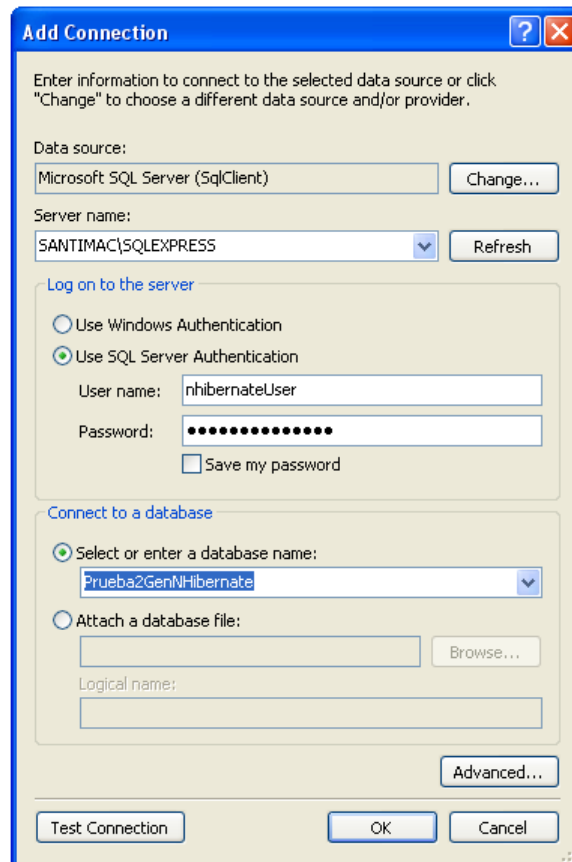 Add Connection
Enter information to connect to the selected data source or click
"Change" to choose a different data source and/or provider.
Data source:
Microsoft SQL Server (SqlClient)
Change...
Server name:
SANTIMAC\SQLEXPRESS
Refresh
Log on to the server
Use Windows Authentication
Use SQL Server Authentication
User name:
nhibernateUser
Password:
●●●●●●●●●●●●●●
Save my password
Connect to a database
Select or enter a database name:
Prueba2GenNHibernate
Attach a database file:
Browse...
Logical name:
Advanced...
Test Connection
OK
Cancel